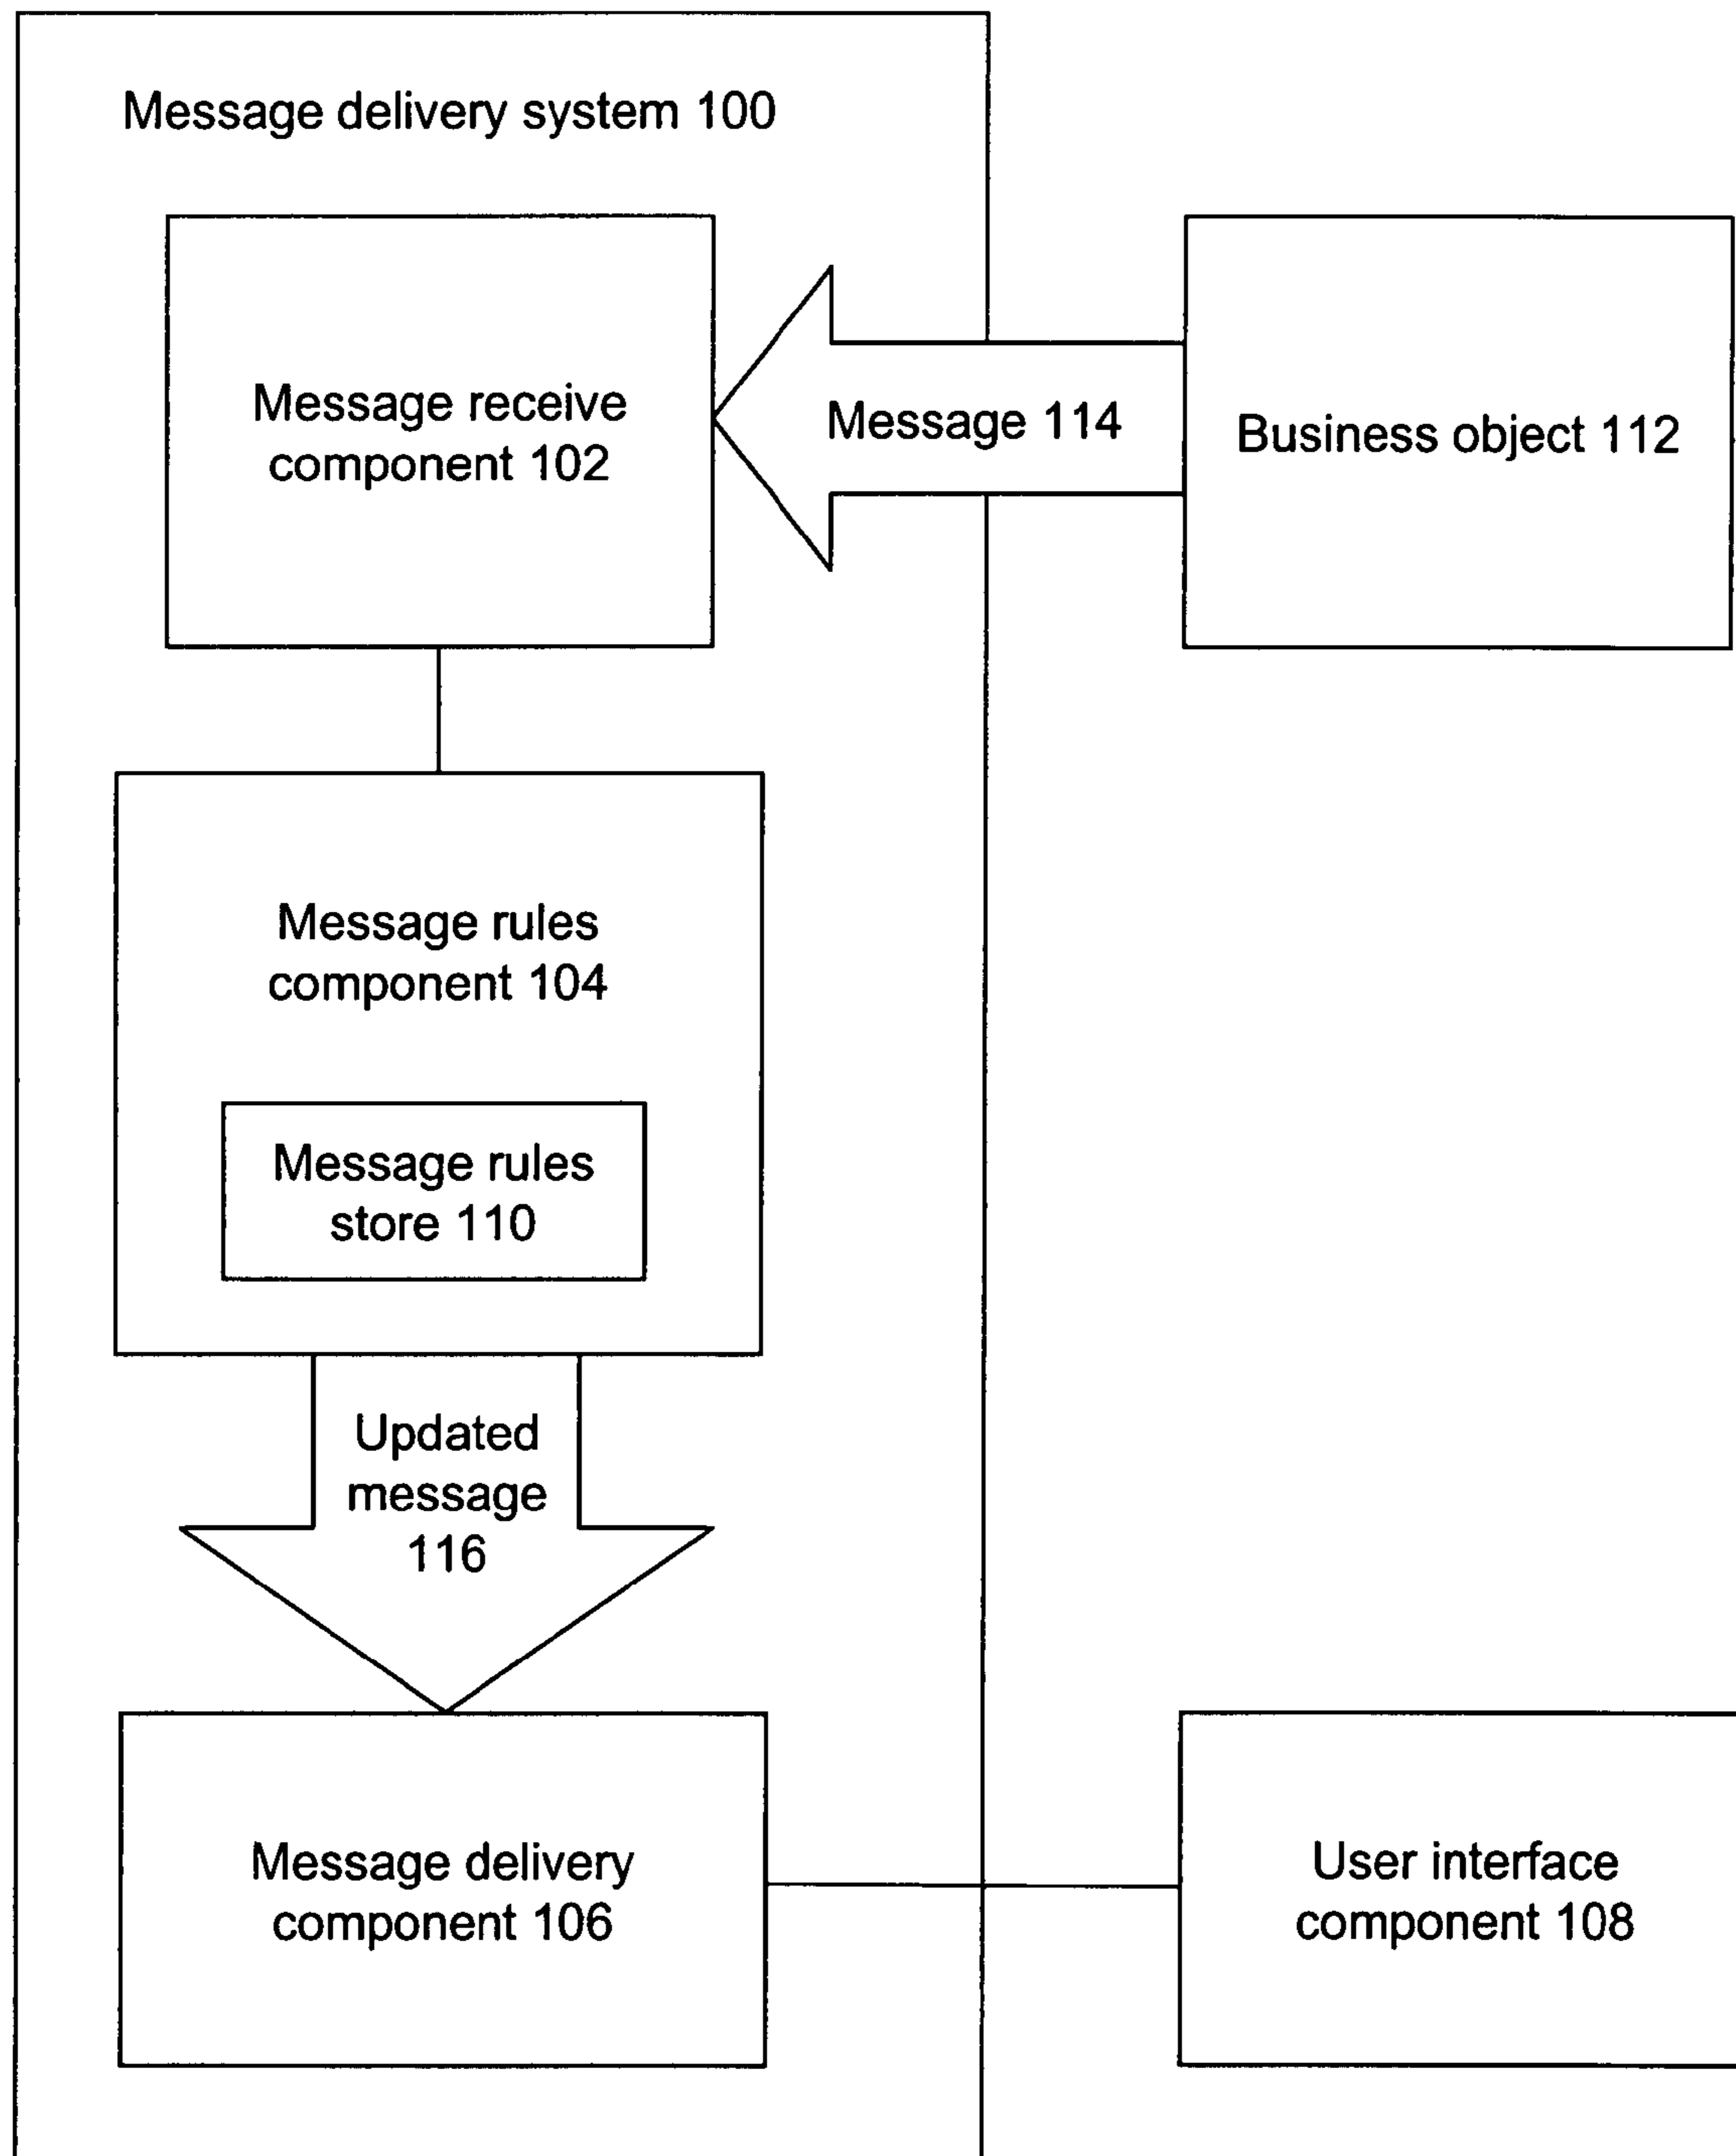 Message delivery system 100
Message receive
component 102
Message 114
Business object 112
Message rules
component 104
Message rules
store 110
Updated
message
116
Message delivery
component 106
User interface
component 108